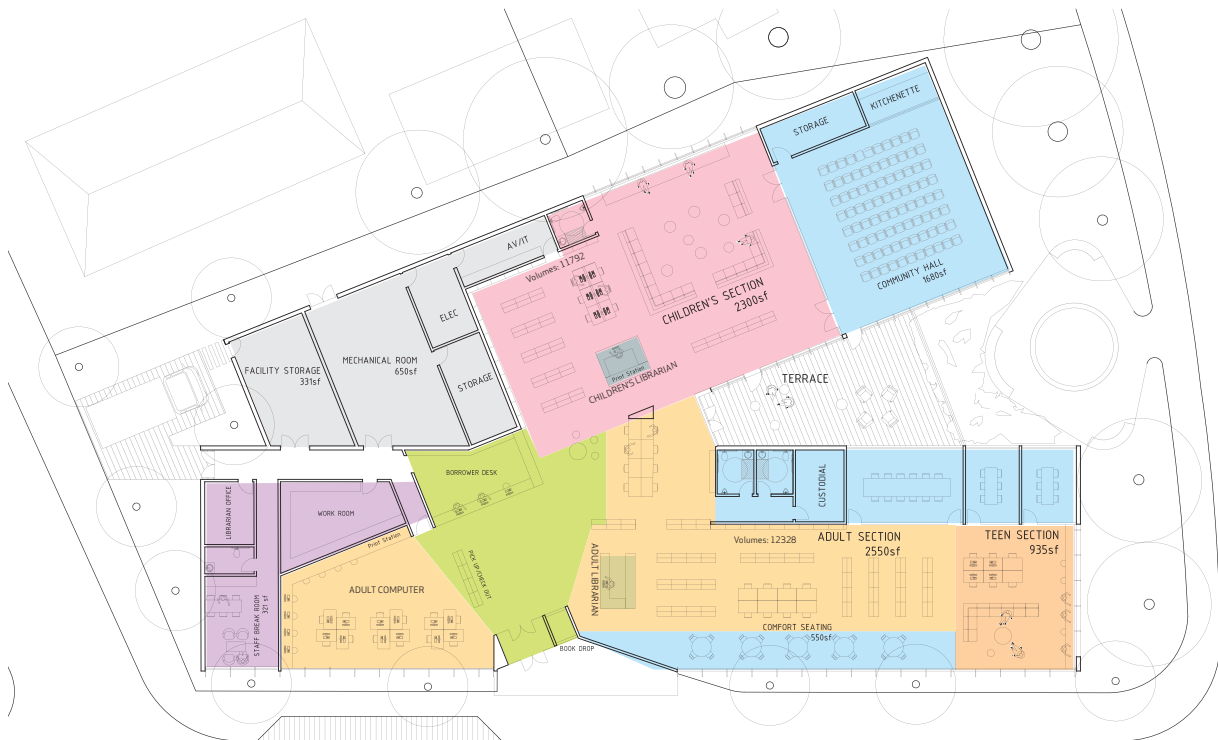 KITCHENETTE
STORAGE
COMMUNITY HALL
1680sf
AV/IT
Volumes: 11792
CHILDREN'S SECTION
2300sf
ELEC
MECHANICAL ROOM
650sf
FACILITY STORAGE
331sf
STORAGE
Print Station
CHILDREN'S LIBRARIAN
TERRACE
BORROWER DESK
CUSTODIAL
LIBRARIAN OFFICE
WORK ROOM
Print Station
Volumes: 12328
ADULT SECTION
2550sf
TEEN SECTION
935sf
ADULT LIBRARIAN
PICK UP/CHECK OUT
ADULT COMPUTER
STAFF BREAK ROOM
321 sf
COMFORT SEATING
550sf
BOOK DROP